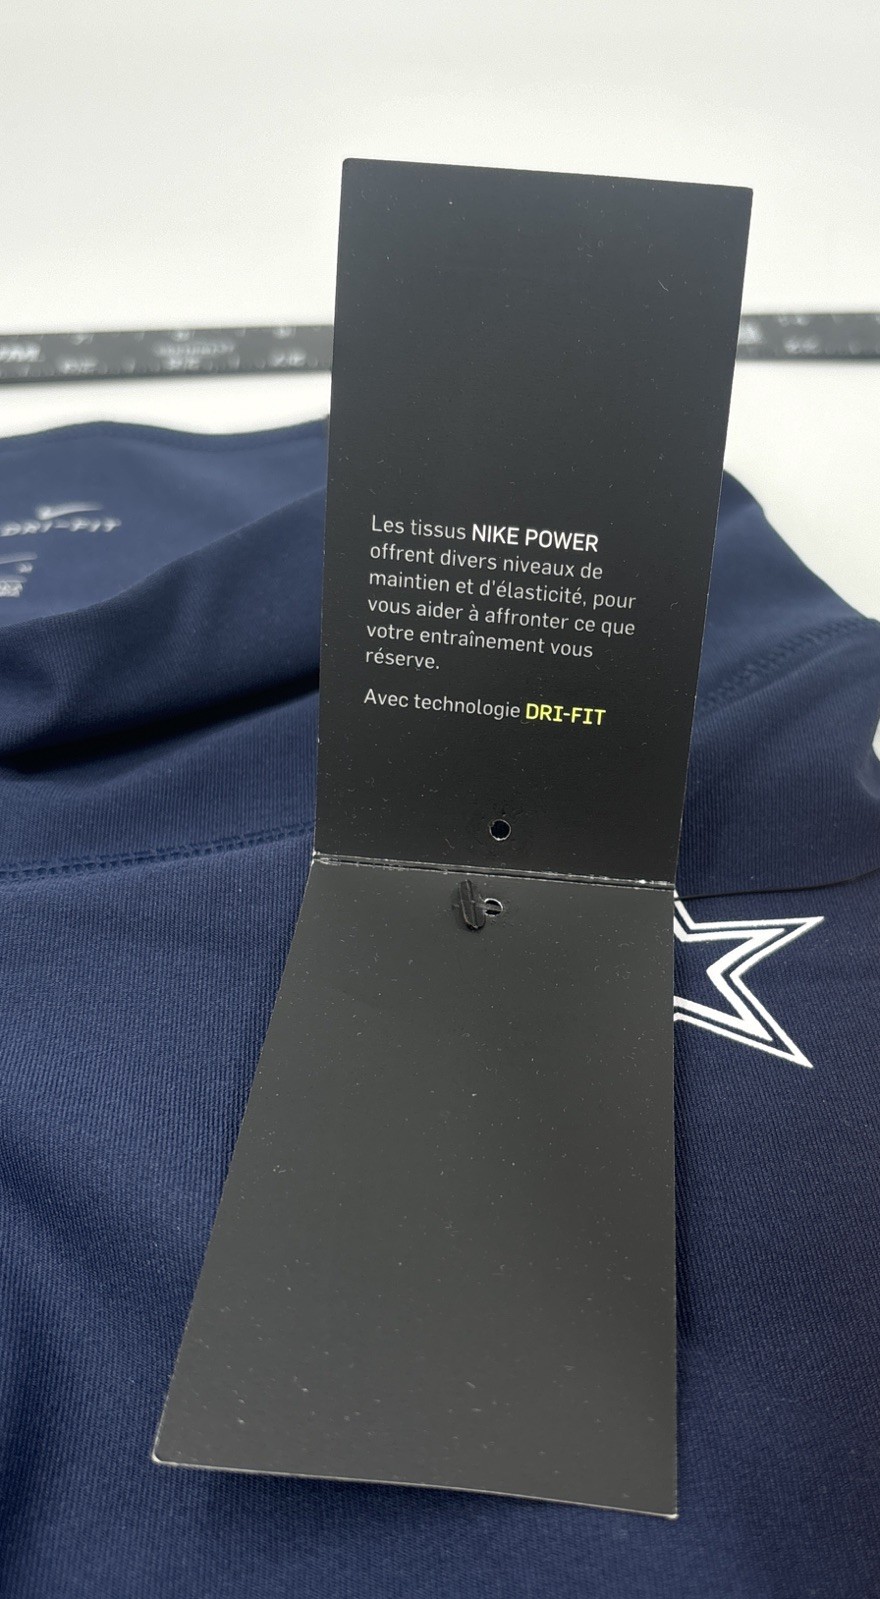 DRI-FIT
Les tissus NIKE POWER
offrent divers niveaux de
maintien et d'élasticité, pour
vous aider à affronter ce que
votre entraînement vous
réserve.
Avec technologie DRI-FIT